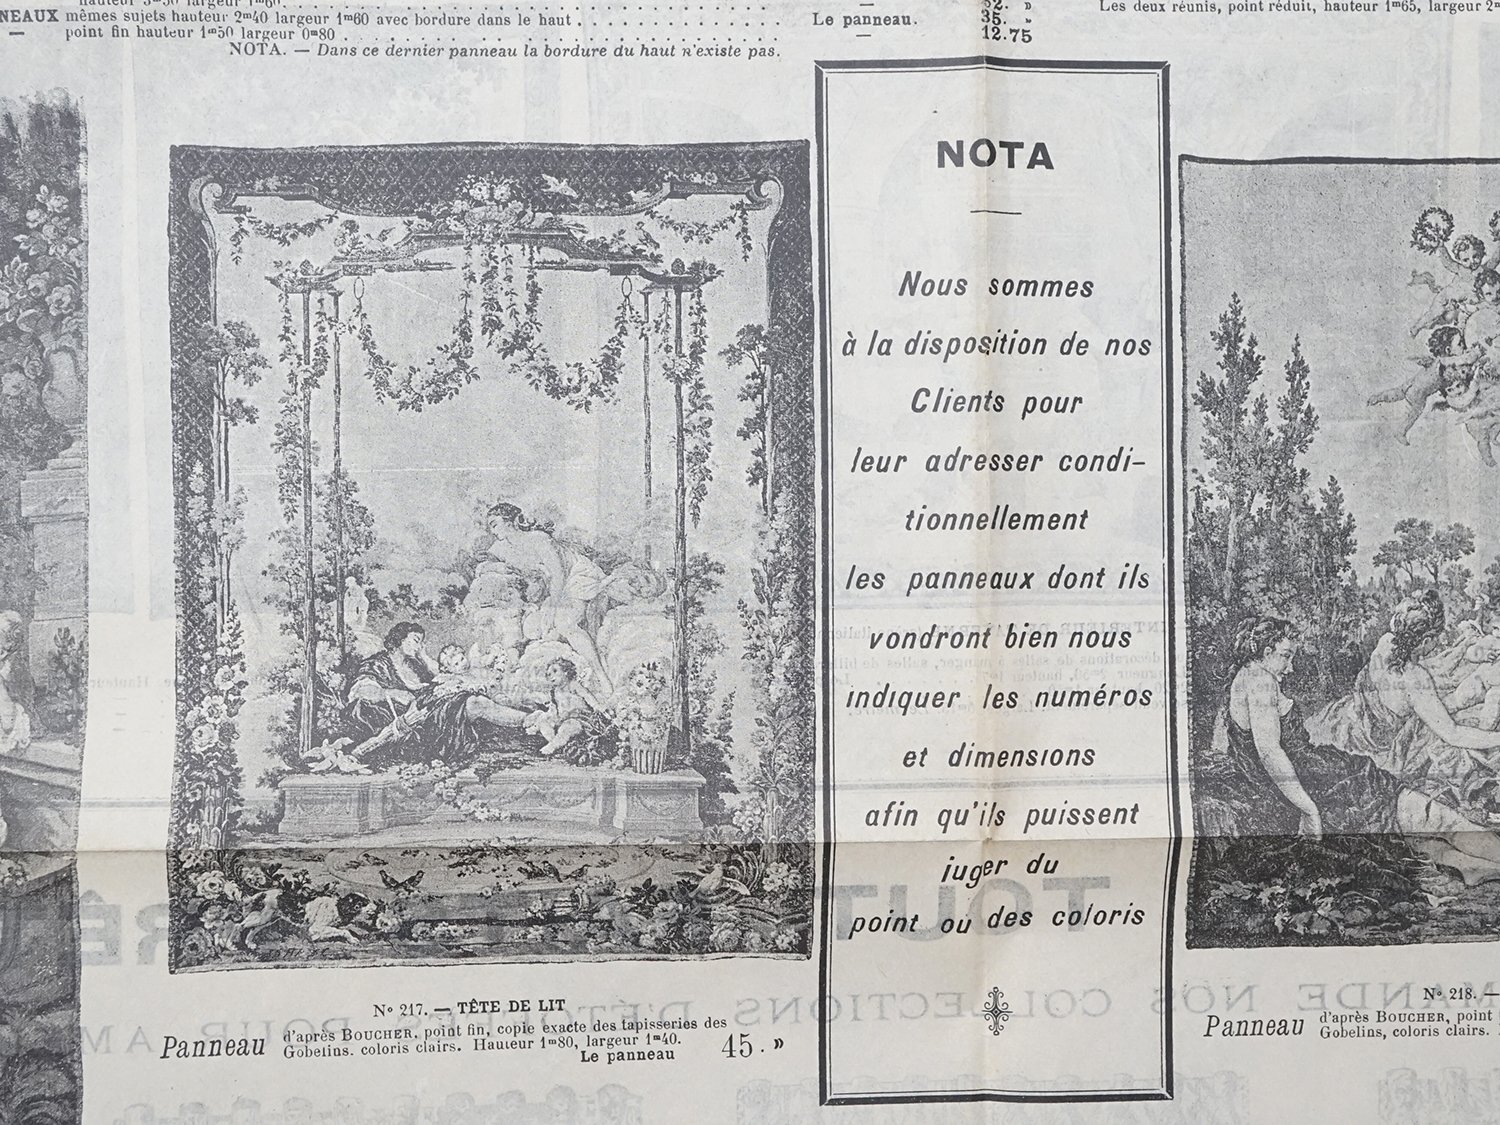 NEAUX mêmes sujets hauteur 2ᵐ40 largeur 1ᵐ60 avec bordure dans le haut . . . . . . . . . . . . Le panneau. 35. »
— point fin hauteur 1ᵐ50 largeur 0ᵐ80 . . . . . . . . . . . . — 12.75
NOTA. — Dans ce dernier panneau la bordure du haut n'existe pas.
Les deux réunis, point réduit, hauteur 1ᵐ65, largeur 2ᵐ
NOTA
Nous sommes
à la disposition de nos
Clients pour
leur adresser condi-
tionnellement
les panneaux dont ils
vondront bien nous
indiquer les numéros
et dimensions
afin qu'ils puissent
juger du
point ou des coloris
Nº 217. — TÊTE DE LIT
Panneau d'après BOUCHER, point fin, copie exacte des tapisseries des
Gobelins. coloris clairs. Hauteur 1ᵐ80, largeur 1ᵐ40.
Le panneau 45. »
Nº 218. —
Panneau d'après BOUCHER, point
Gobelins, coloris clairs.